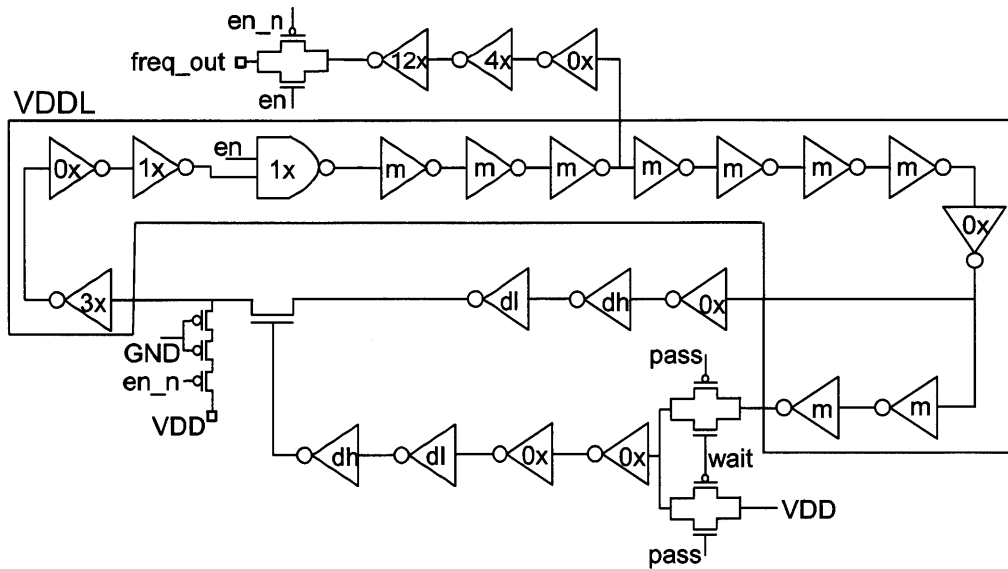 en_n
freq_out
12x 4x 0x
en
VDDL
0x 1x en 1x m m m m m m m
0x
3x dl dh 0x
GND
en_n
VDD
pass
m m
dh dl 0x 0x
wait
VDD
pass